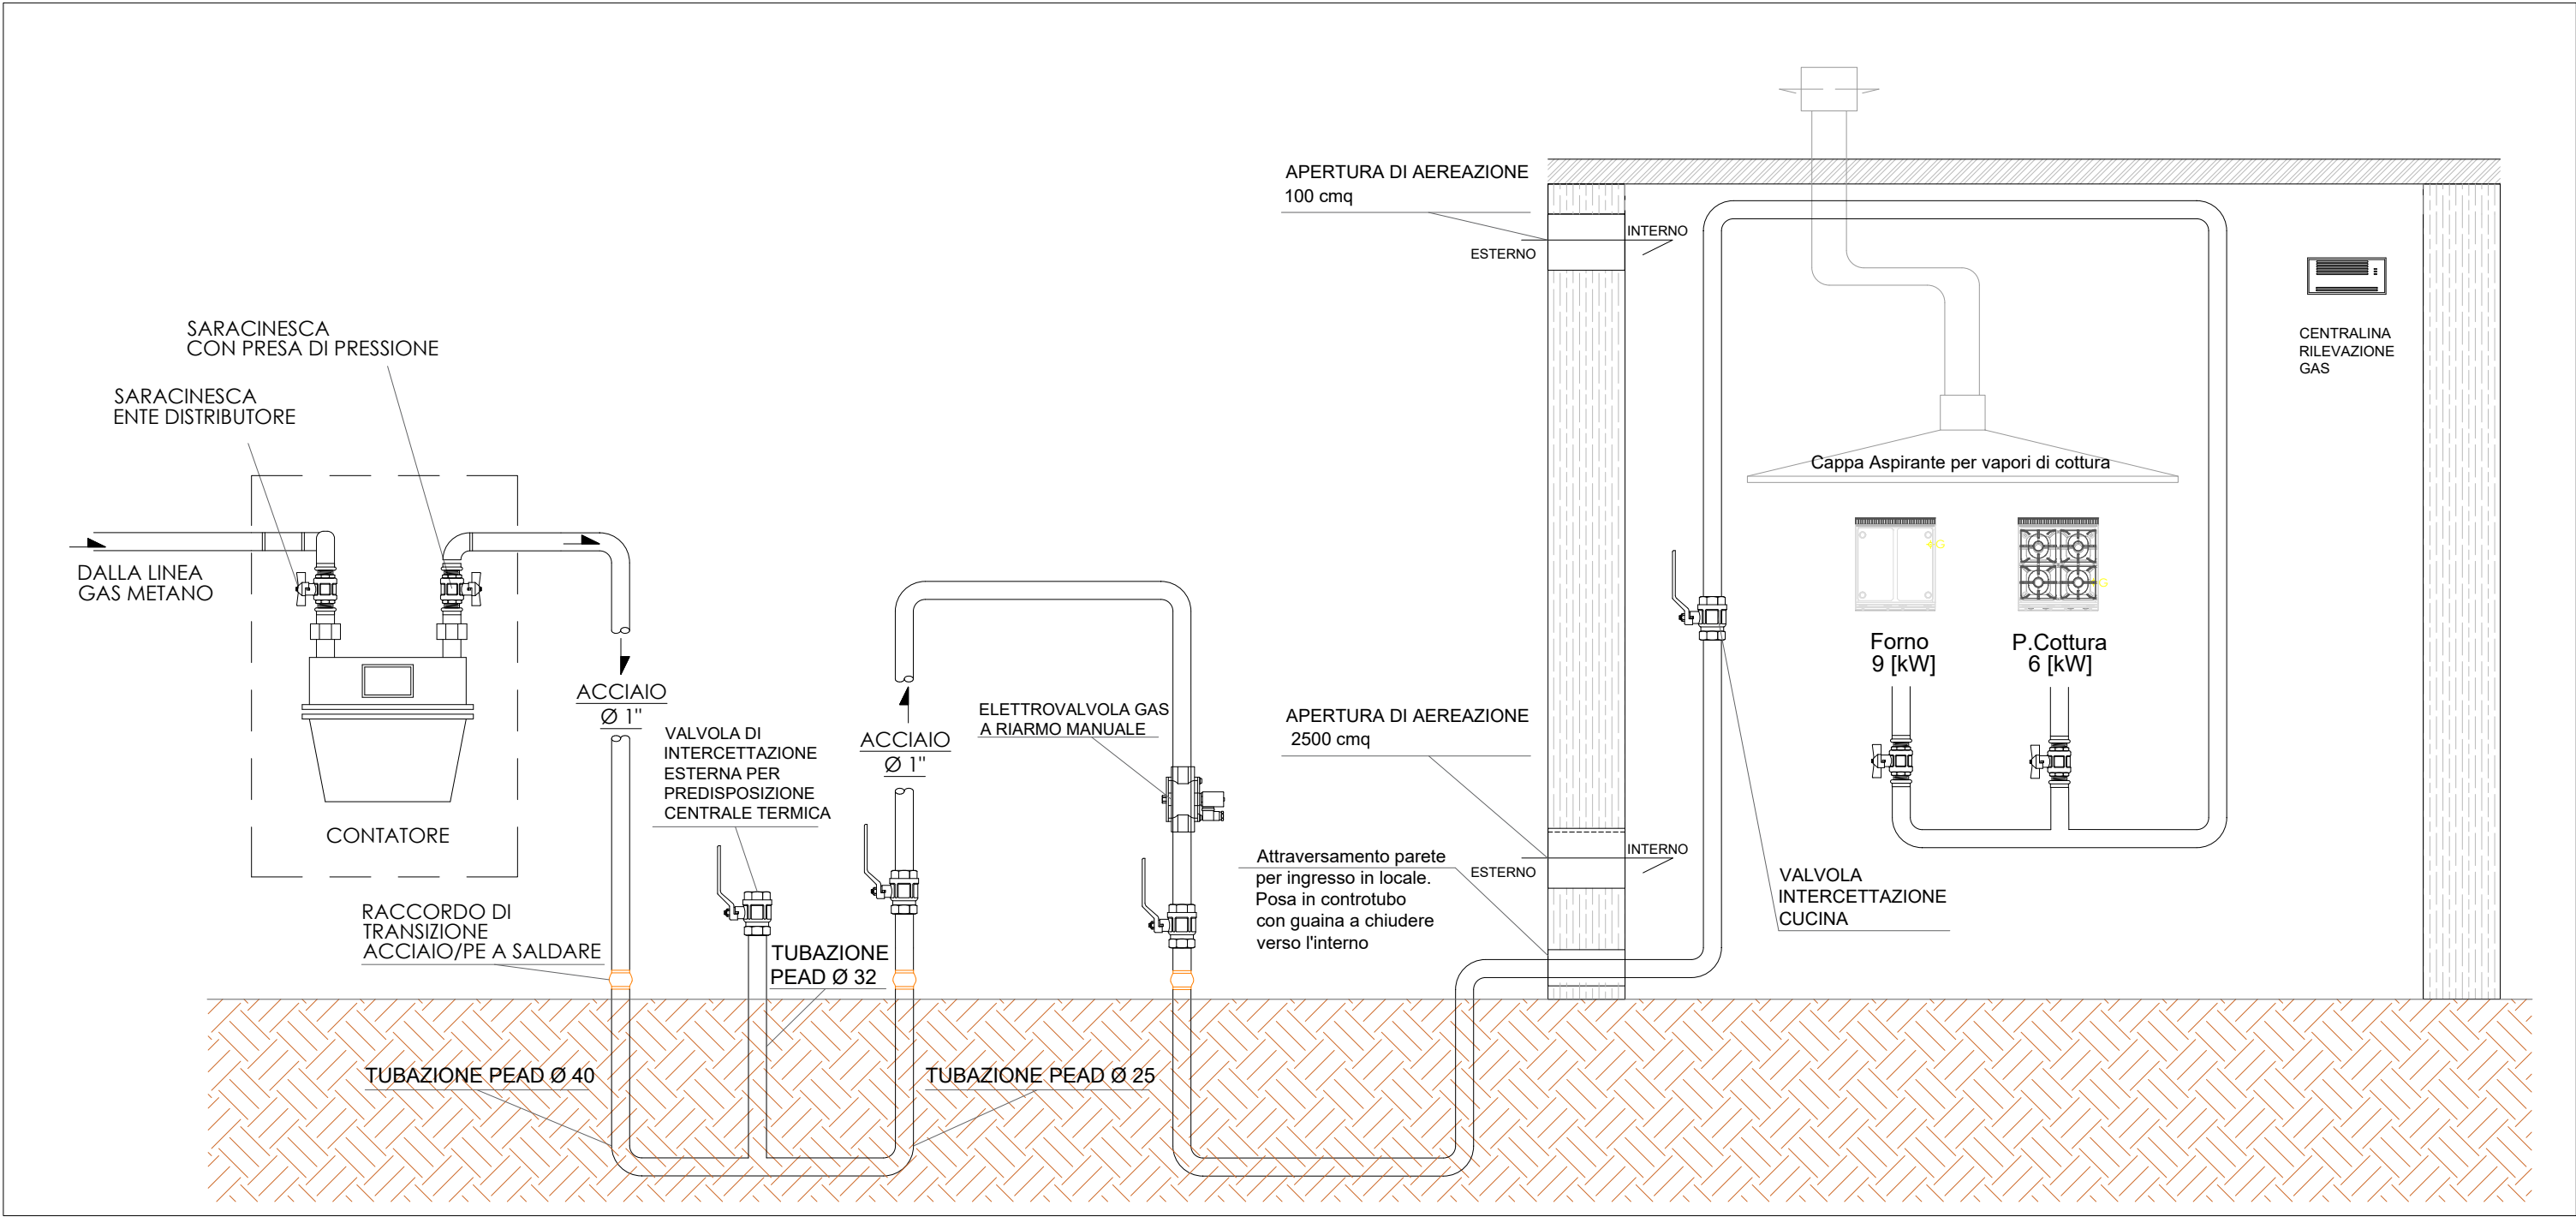 APERTURA DI AEREAZIONE
100 cmq
INTERNO
ESTERNO
SARACINESCA
CON PRESA DI PRESSIONE
SARACINESCA
ENTE DISTRIBUTORE
CENTRALINA
RILEVAZIONE
GAS
Cappa Aspirante per vapori di cottura
DALLA LINEA
GAS METANO
G
G
Forno
9 [kW]
P.Cottura
6 [kW]
ACCIAIO
Ø 1"
VALVOLA DI
INTERCETTAZIONE
ESTERNA PER
PREDISPOSIZIONE
CENTRALE TERMICA
ACCIAIO
Ø 1"
ELETTROVALVOLA GAS
A RIARMO MANUALE
APERTURA DI AEREAZIONE
2500 cmq
CONTATORE
INTERNO
ESTERNO
Attraversamento parete
per ingresso in locale.
Posa in controtubo
con guaina a chiudere
verso l'interno
VALVOLA
INTERCETTAZIONE
CUCINA
RACCORDO DI
TRANSIZIONE
ACCIAIO/PE A SALDARE
TUBAZIONE
PEAD Ø 32
TUBAZIONE PEAD Ø 40
TUBAZIONE PEAD Ø 25